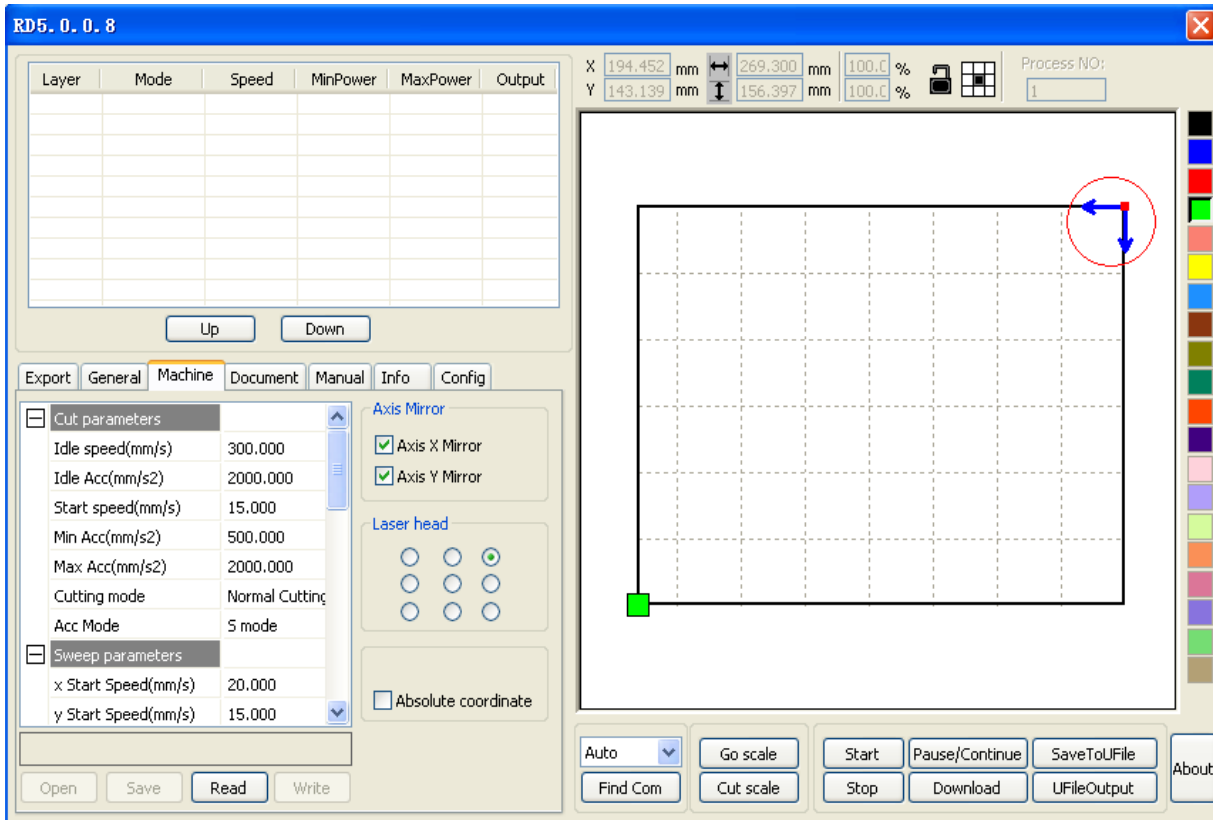 RD5.0.0.8
Layer Mode Speed MinPower MaxPower Output
Up Down
X 194.452 mm 269.300 mm 100.0 % Process NO:
Y 143.139 mm 156.397 mm 100.0 % 1
Export General Machine Document Manual Info Config
Cut parameters
Idle speed(mm/s) 300.000
Idle Acc(mm/s2) 2000.000
Start speed(mm/s) 15.000
Min Acc(mm/s2) 500.000
Max Acc(mm/s2) 2000.000
Cutting mode Normal Cutting
Acc Mode S mode
Sweep parameters
x Start Speed(mm/s) 20.000
y Start Speed(mm/s) 15.000
Axis Mirror
Axis X Mirror
Axis Y Mirror
Laser head
Absolute coordinate
Open Save Read Write
Auto Go scale Start Pause/Continue SaveToUFile
Find Com Cut scale Stop Download UFileOutput
About